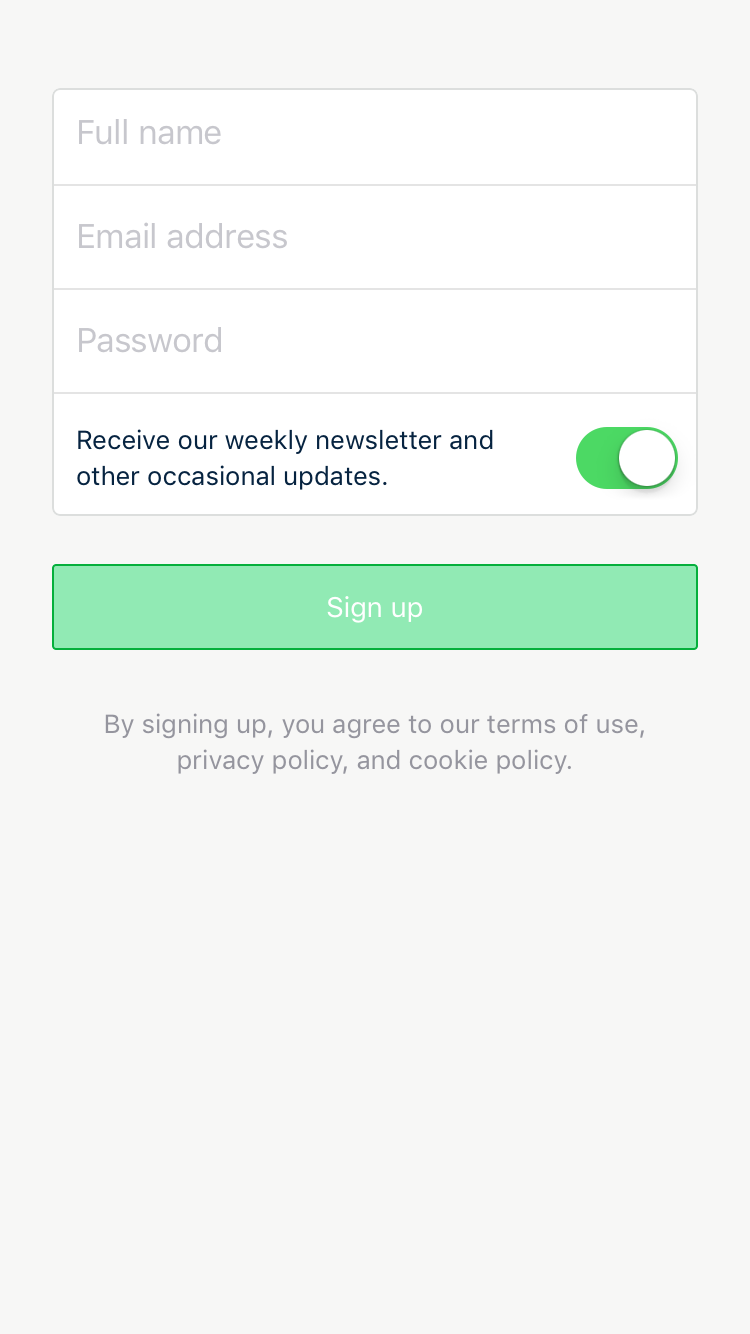 Full name
Email address
Password
Receive our weekly newsletter and
other occasional updates.
Sign up
By signing up, you agree to our terms of use,
privacy policy, and cookie policy.